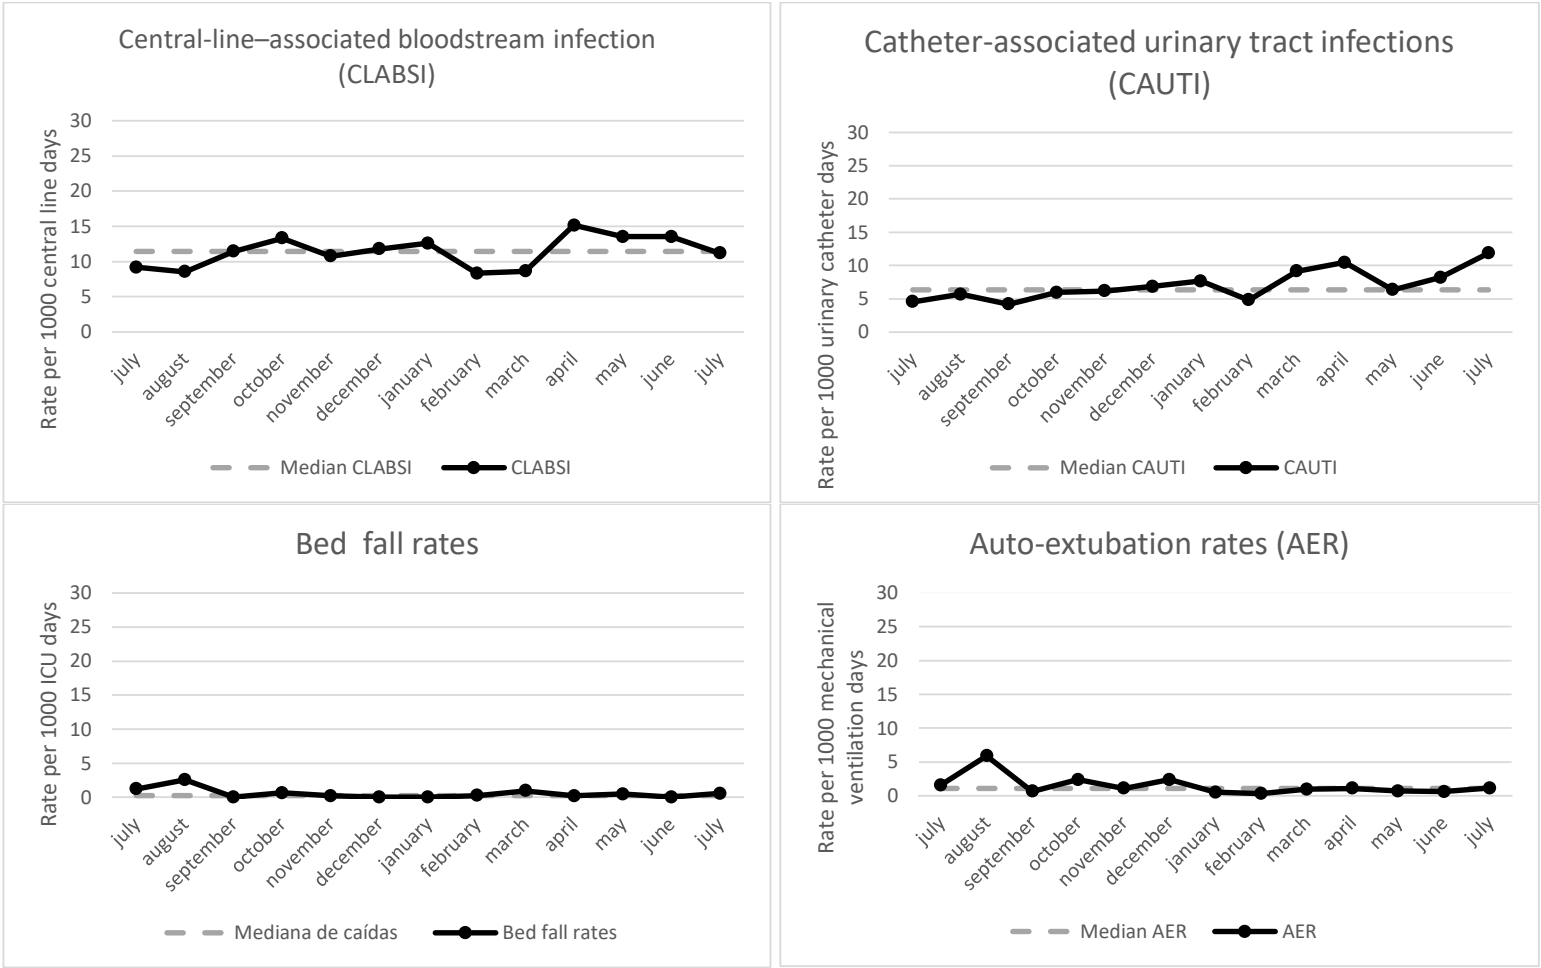 Central-line–associated bloodstream infection
(CLABSI)
Rate per 1000 central line days
30
25
20
15
10
5
0
july
august
september
october
november
december
january
february
march
april
may
june
july
Median CLABSI
CLABSI
Catheter-associated urinary tract infections
(CAUTI)
Rate per 1000 urinary catheter days
30
25
20
15
10
5
0
july
august
september
october
november
december
january
february
march
april
may
june
july
Median CAUTI
CAUTI
Bed fall rates
Rate per 1000 ICU days
30
25
20
15
10
5
0
july
august
september
october
november
december
january
february
march
april
may
june
july
Mediana de caídas
Bed fall rates
Auto-extubation rates (AER)
Rate per 1000 mechanical
ventilation days
30
25
20
15
10
5
0
july
august
september
october
november
december
january
february
march
april
may
june
july
Median AER
AER